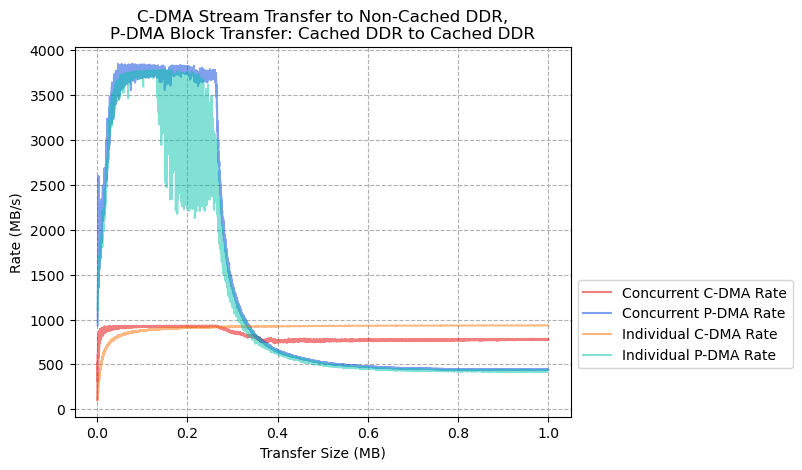 C-DMA Stream Transfer to Non-Cached DDR,
P-DMA Block Transfer: Cached DDR to Cached DDR
4000
3500
3000
2500
2000
1500
1000
500
0
Rate (MB/s)
0.0 0.2 0.4 0.6 0.8 1.0
Transfer Size (MB)
Concurrent C-DMA Rate
Concurrent P-DMA Rate
Individual C-DMA Rate
Individual P-DMA Rate